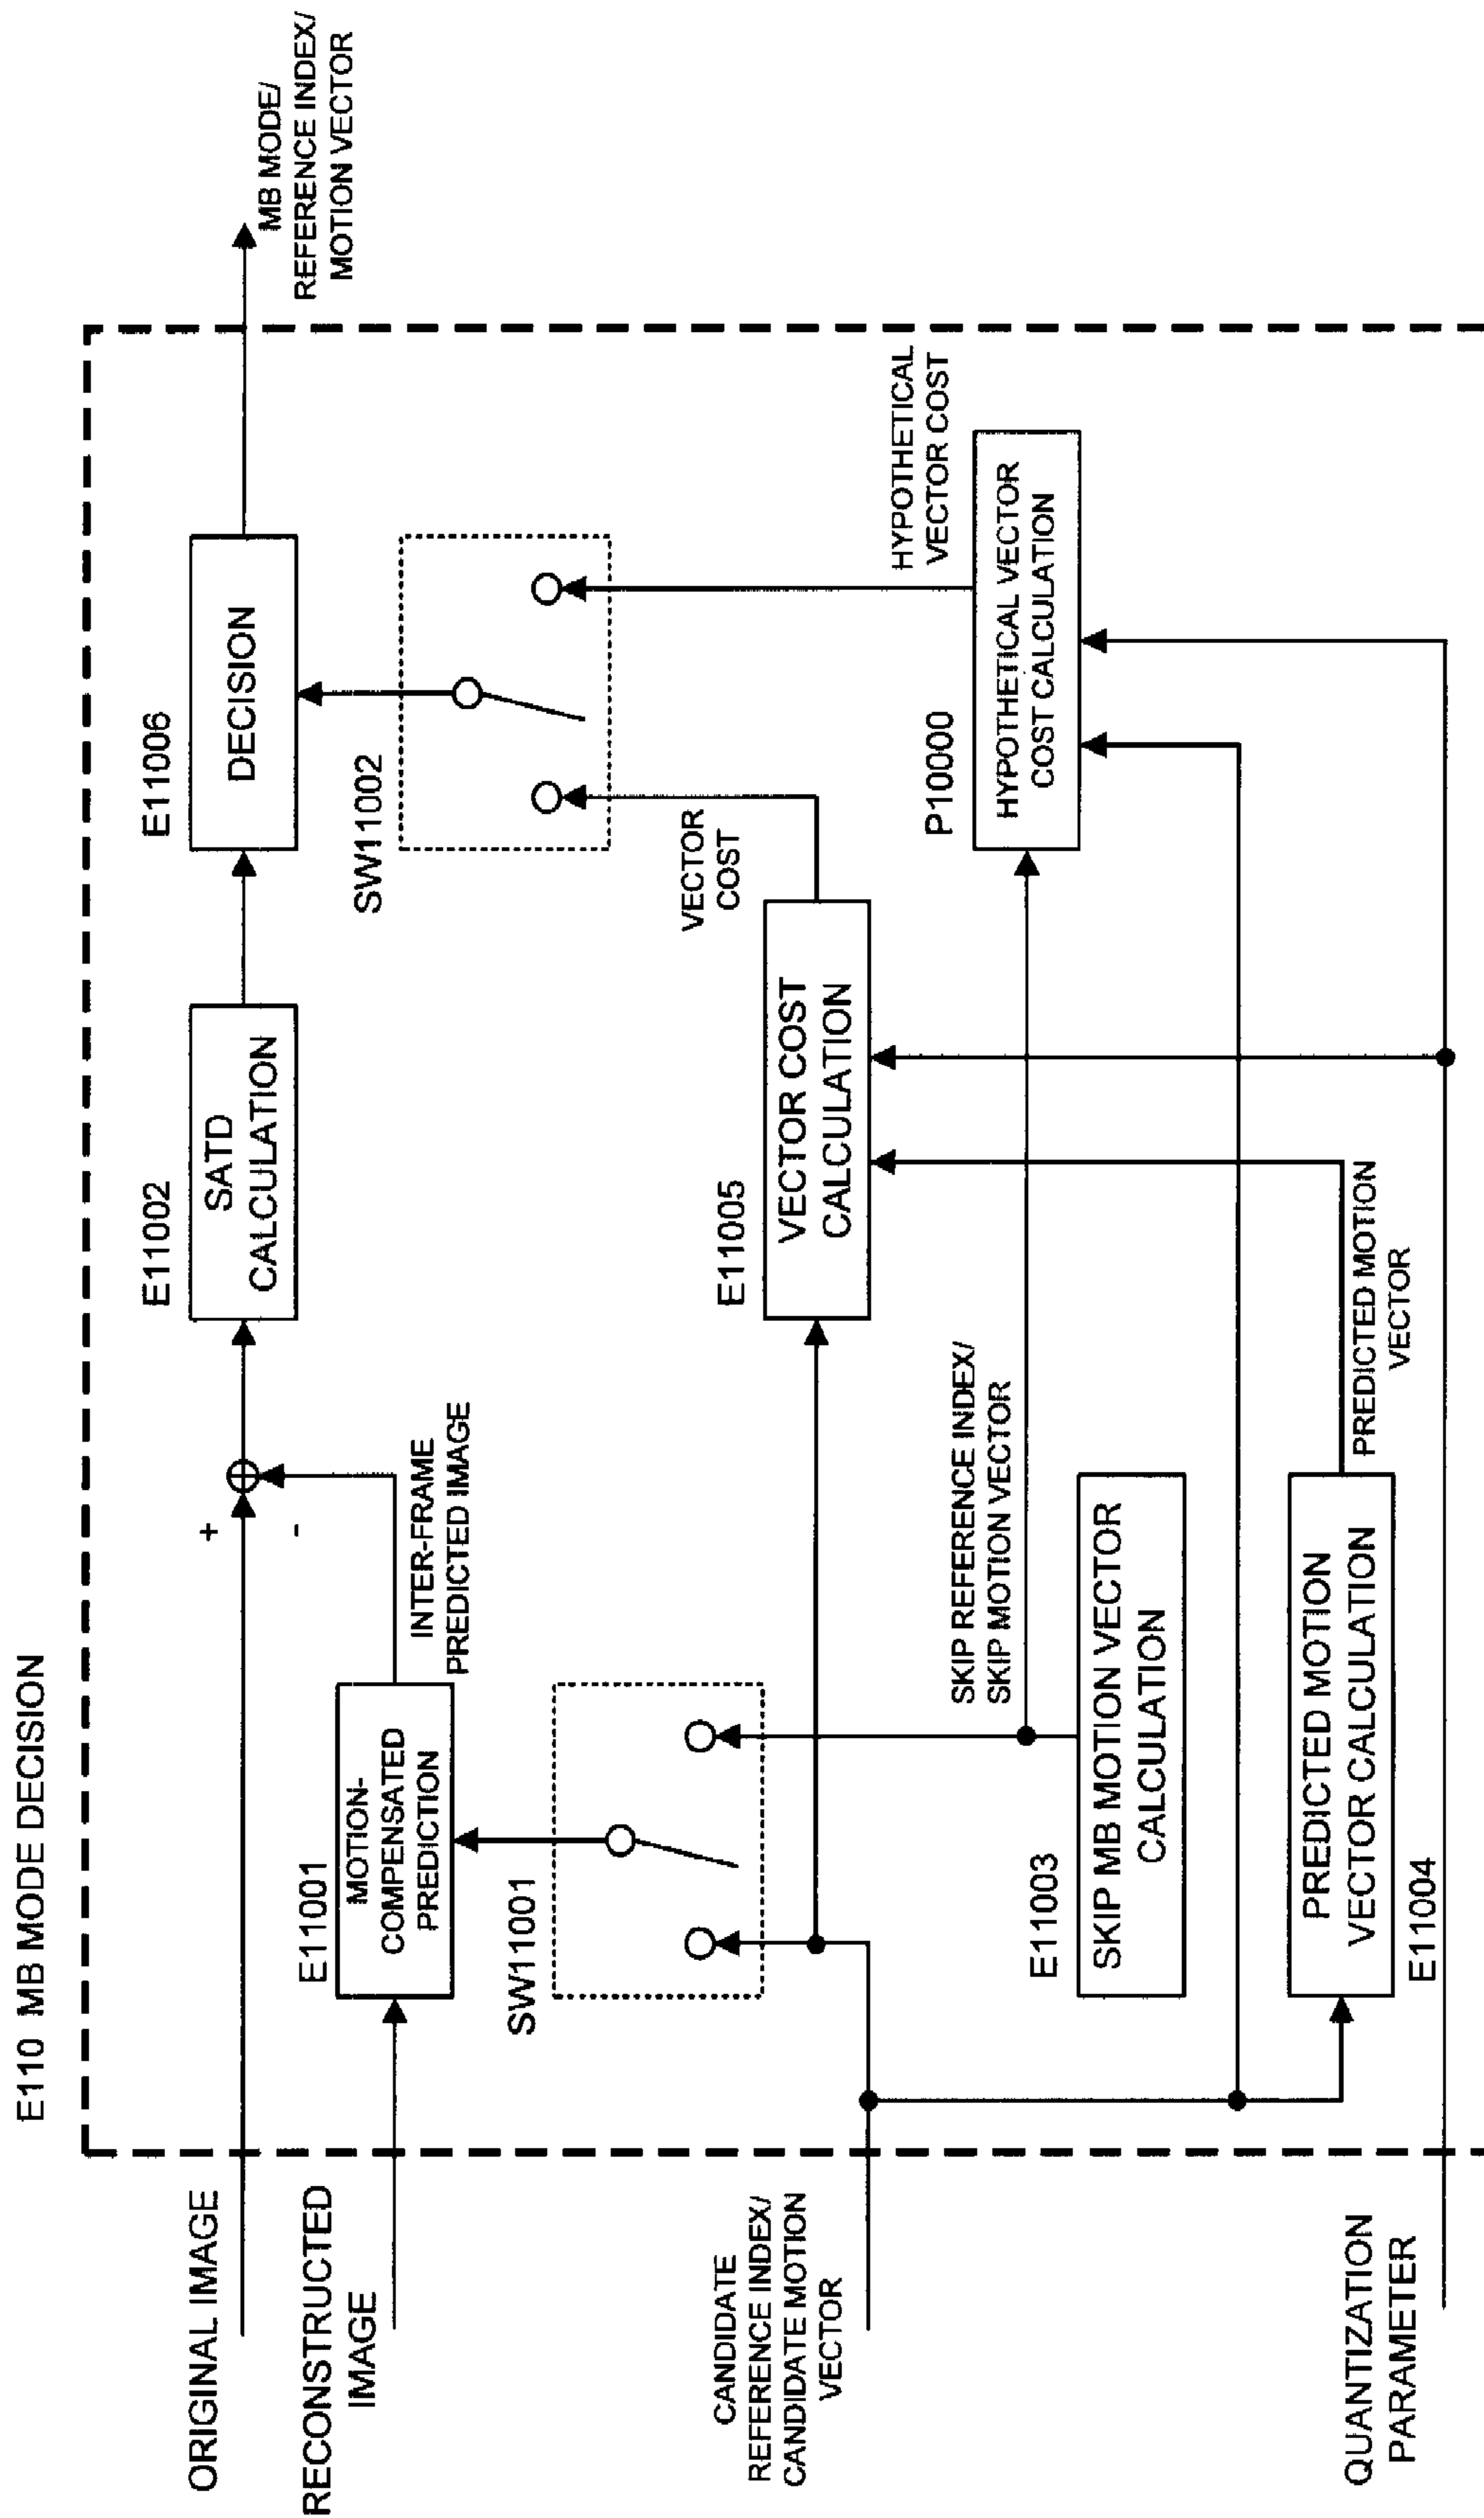 E110 MB MODE DECISION
ORIGINAL IMAGE
RECONSTRUCTED
IMAGE
CANDIDATE
REFERENCE INDEX/
CANDIDATE MOTION
VECTOR
QUANTIZATION
PARAMETER
+
-
E11001
MOTION-
COMPENSATED
PREDICTION
INTER-FRAME
PREDICTED IMAGE
SW11001
E11003
SKIP MB MOTION VECTOR
CALCULATION
SKIP REFERENCE INDEX/
SKIP MOTION VECTOR
PREDICTED MOTION
VECTOR CALCULATION
E11004
PREDICTED MOTION
VECTOR
E11002
SATD
CALCULATION
E11005
VECTOR COST
CALCULATION
VECTOR
COST
E11006
DECISION
SW11002
P10000
HYPOTHETICAL VECTOR
COST CALCULATION
HYPOTHETICAL
VECTOR COST
MB MODE/
REFERENCE INDEX/
MOTION VECTOR